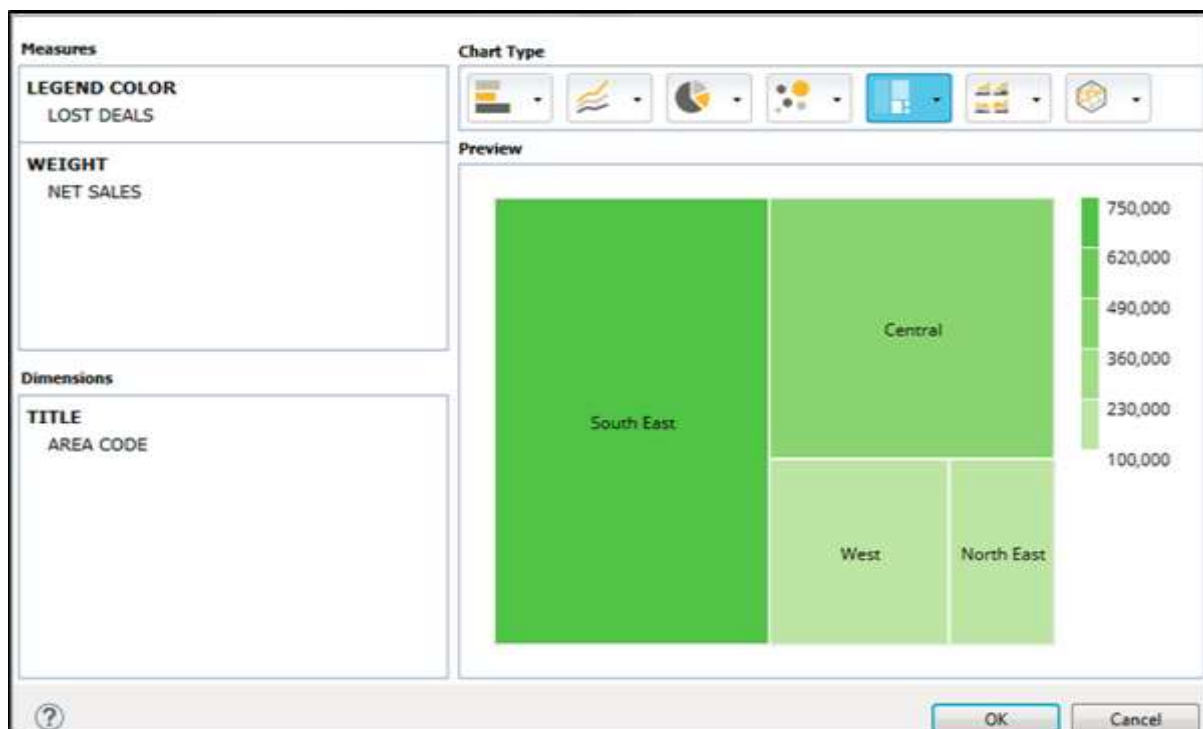 Measures
LEGEND COLOR
LOST DEALS
WEIGHT
NET SALES
Dimensions
TITLE
AREA CODE
Chart Type
Preview
South East
Central
West
North East
750,000
620,000
490,000
360,000
230,000
100,000
?
OK
Cancel